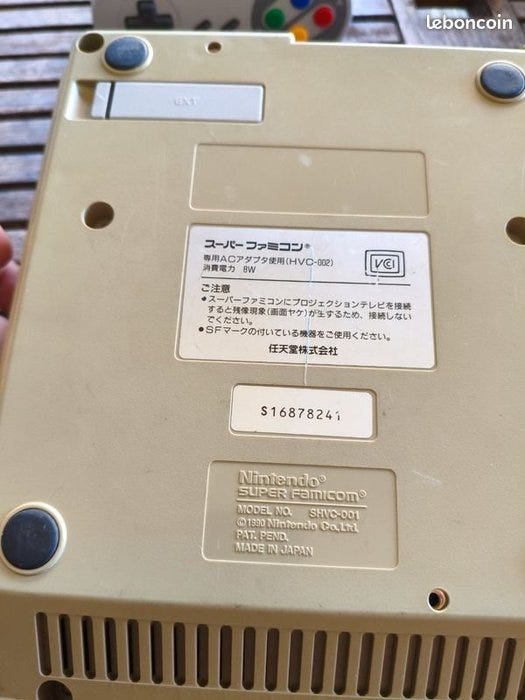 leboncoin
EXT
スーパーファミコン®
専用ACアダプタ使用(HVC-002)
消費電力 8W
VCI
ご注意
●スーパーファミコンにプロジェクションテレビを接続
すると残像現象(画面ヤケ)が生ずるため、接続しない
でください。
●SFマークの付いている機器をご使用ください。
任天堂株式会社
S16878241
Nintendo®
SUPER FAMICOM®
MODEL NO. SHVC-001
©1990 Nintendo Co.,Ltd.
PAT. PEND.
MADE IN JAPAN